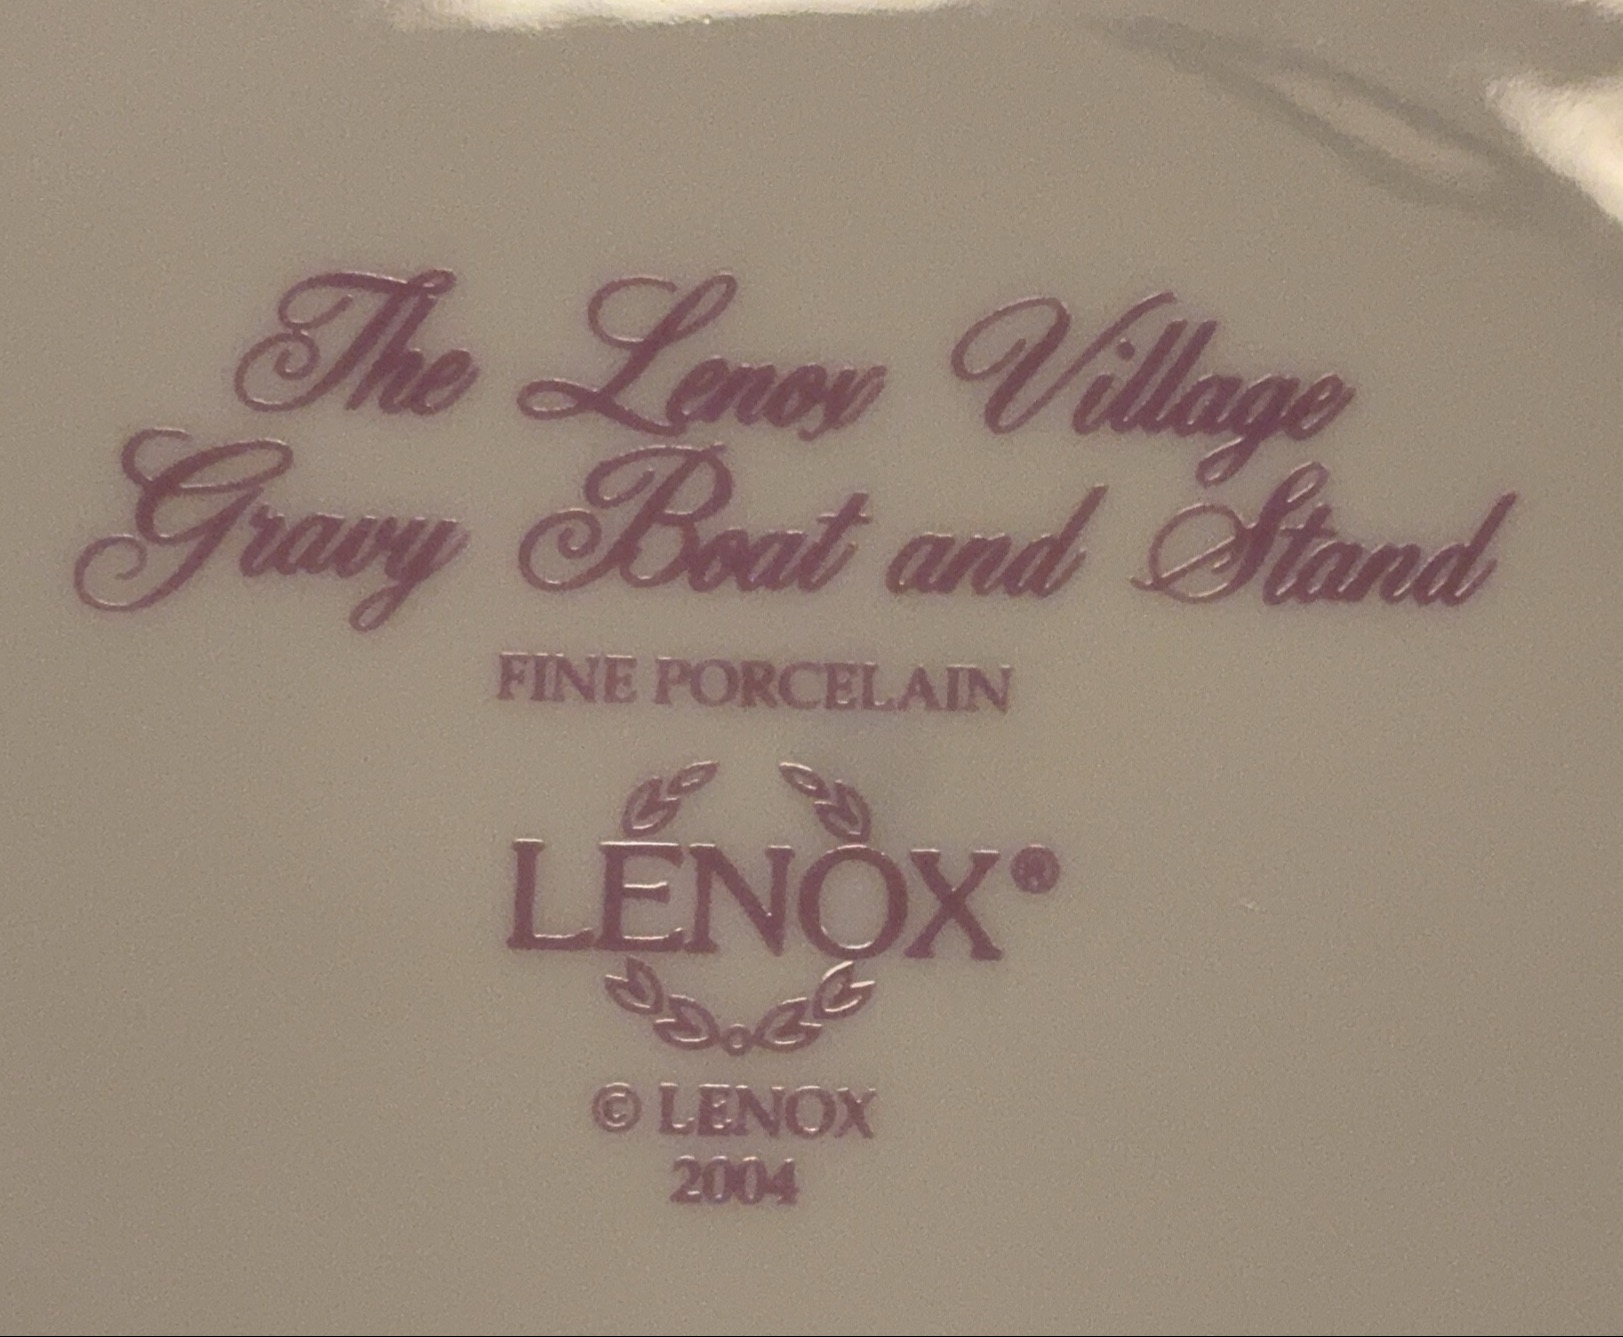 The Lenox Village
Gravy Boat and Stand
FINE PORCELAIN
LENOX®
© LENOX
2004